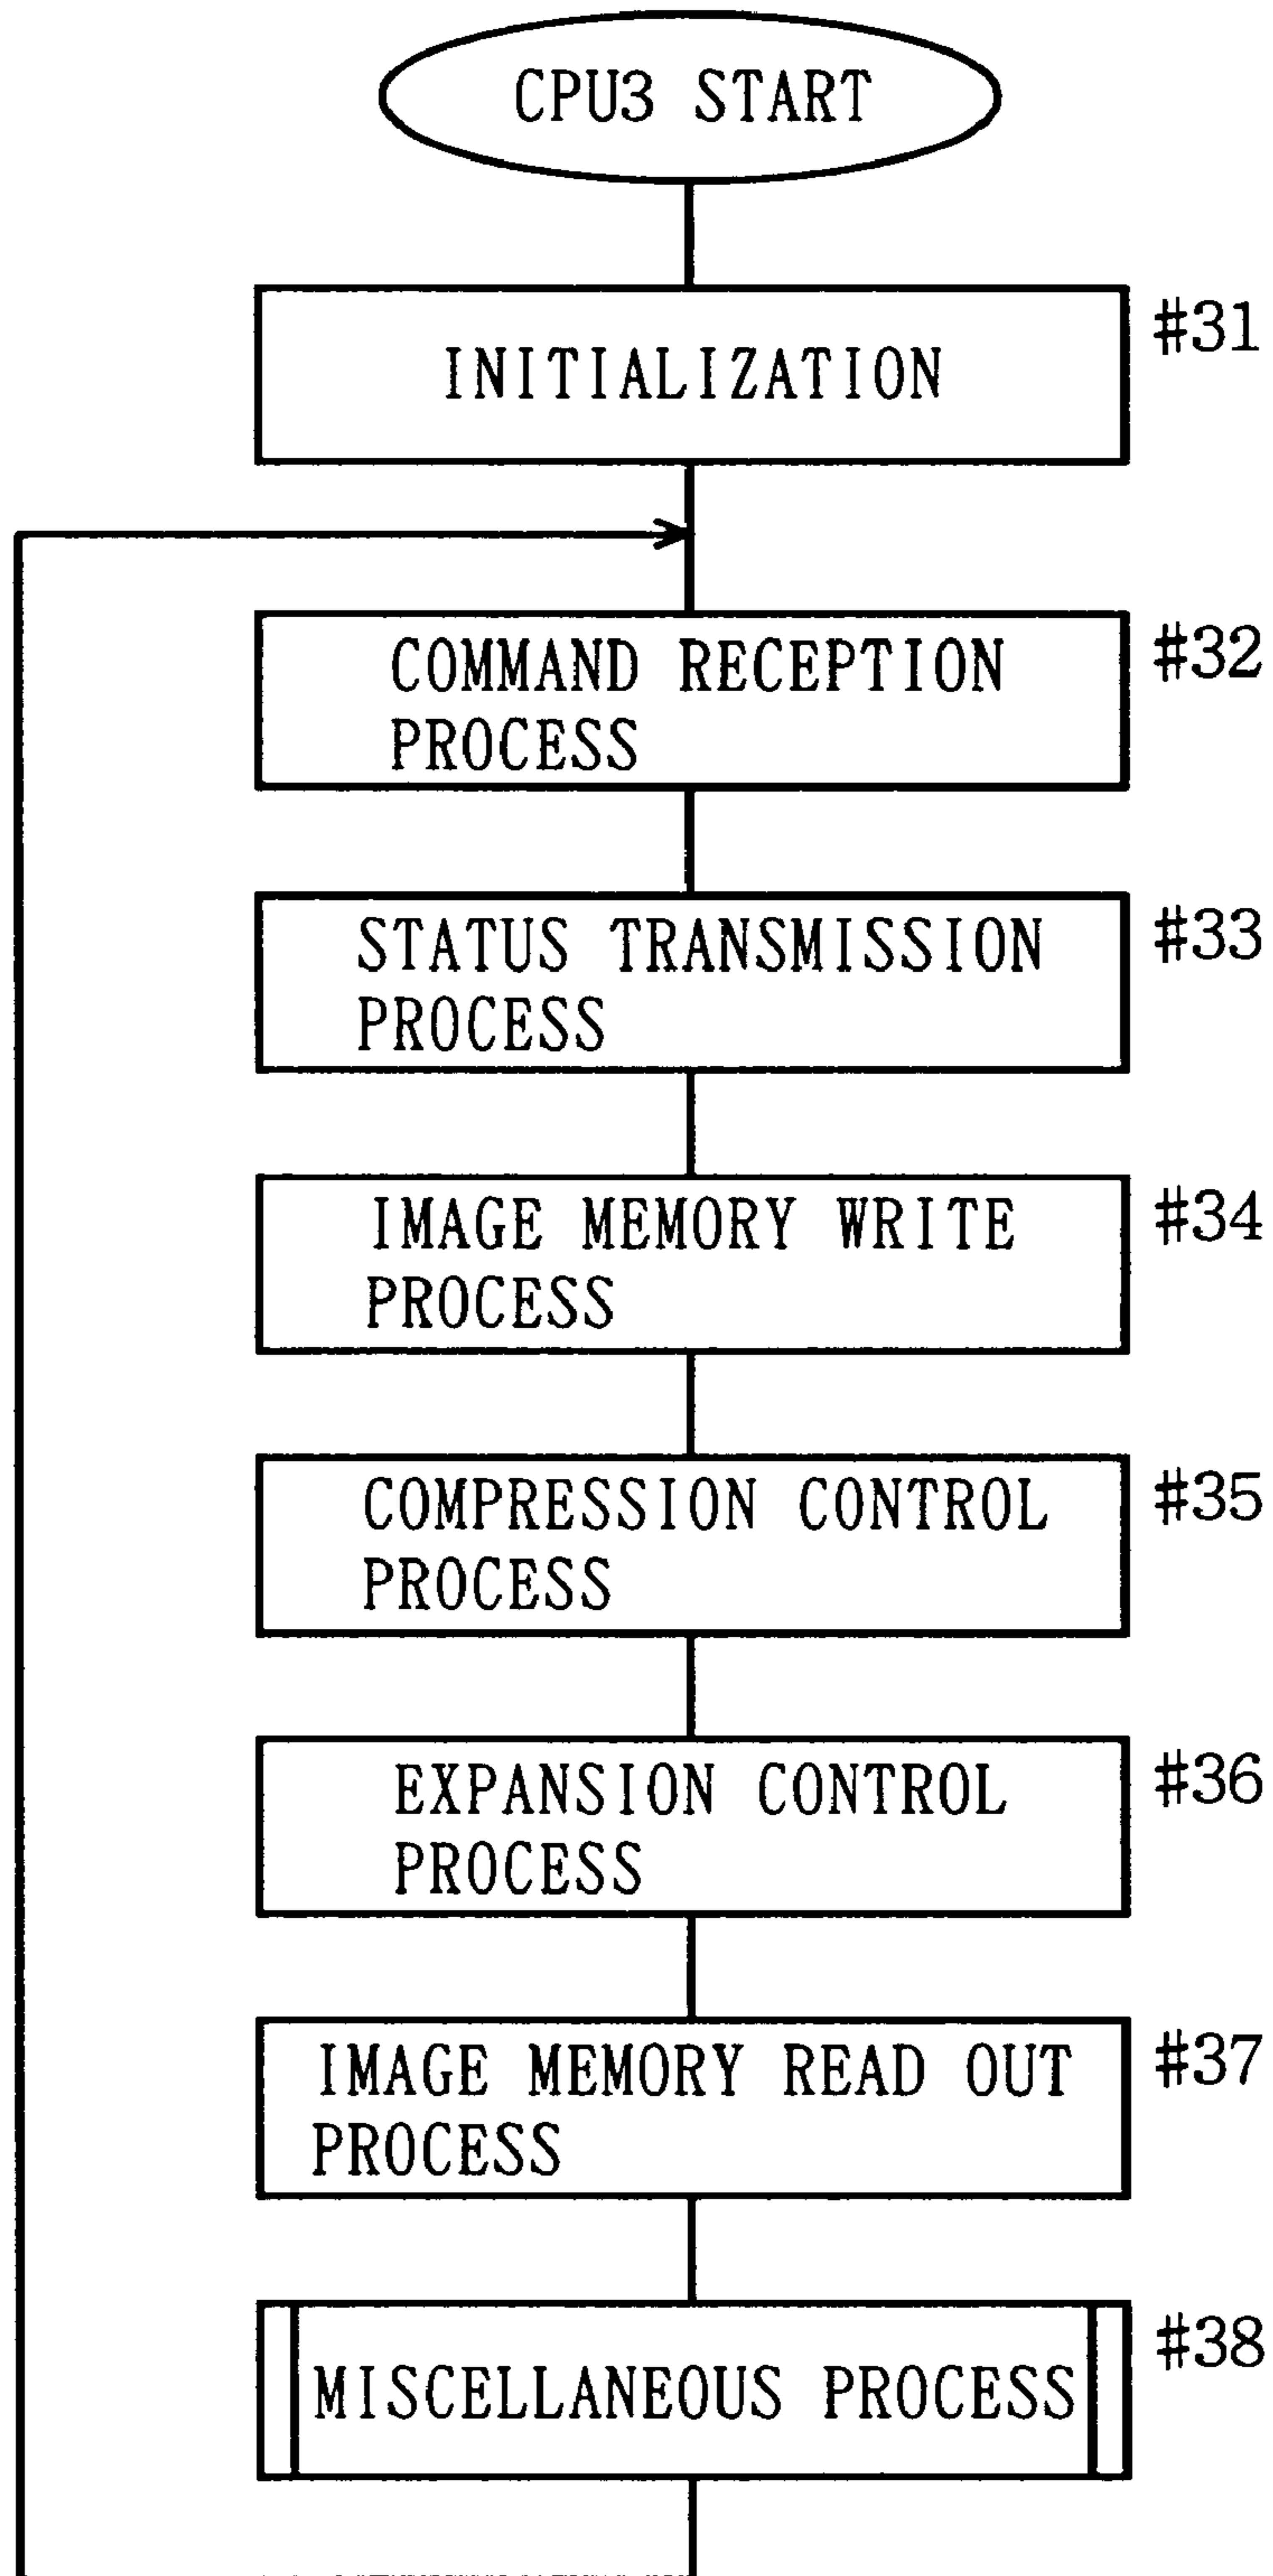 CPU3 START
INITIALIZATION
#31
COMMAND RECEPTION
PROCESS
#32
STATUS TRANSMISSION
PROCESS
#33
IMAGE MEMORY WRITE
PROCESS
#34
COMPRESSION CONTROL
PROCESS
#35
EXPANSION CONTROL
PROCESS
#36
IMAGE MEMORY READ OUT
PROCESS
#37
MISCELLANEOUS PROCESS
#38